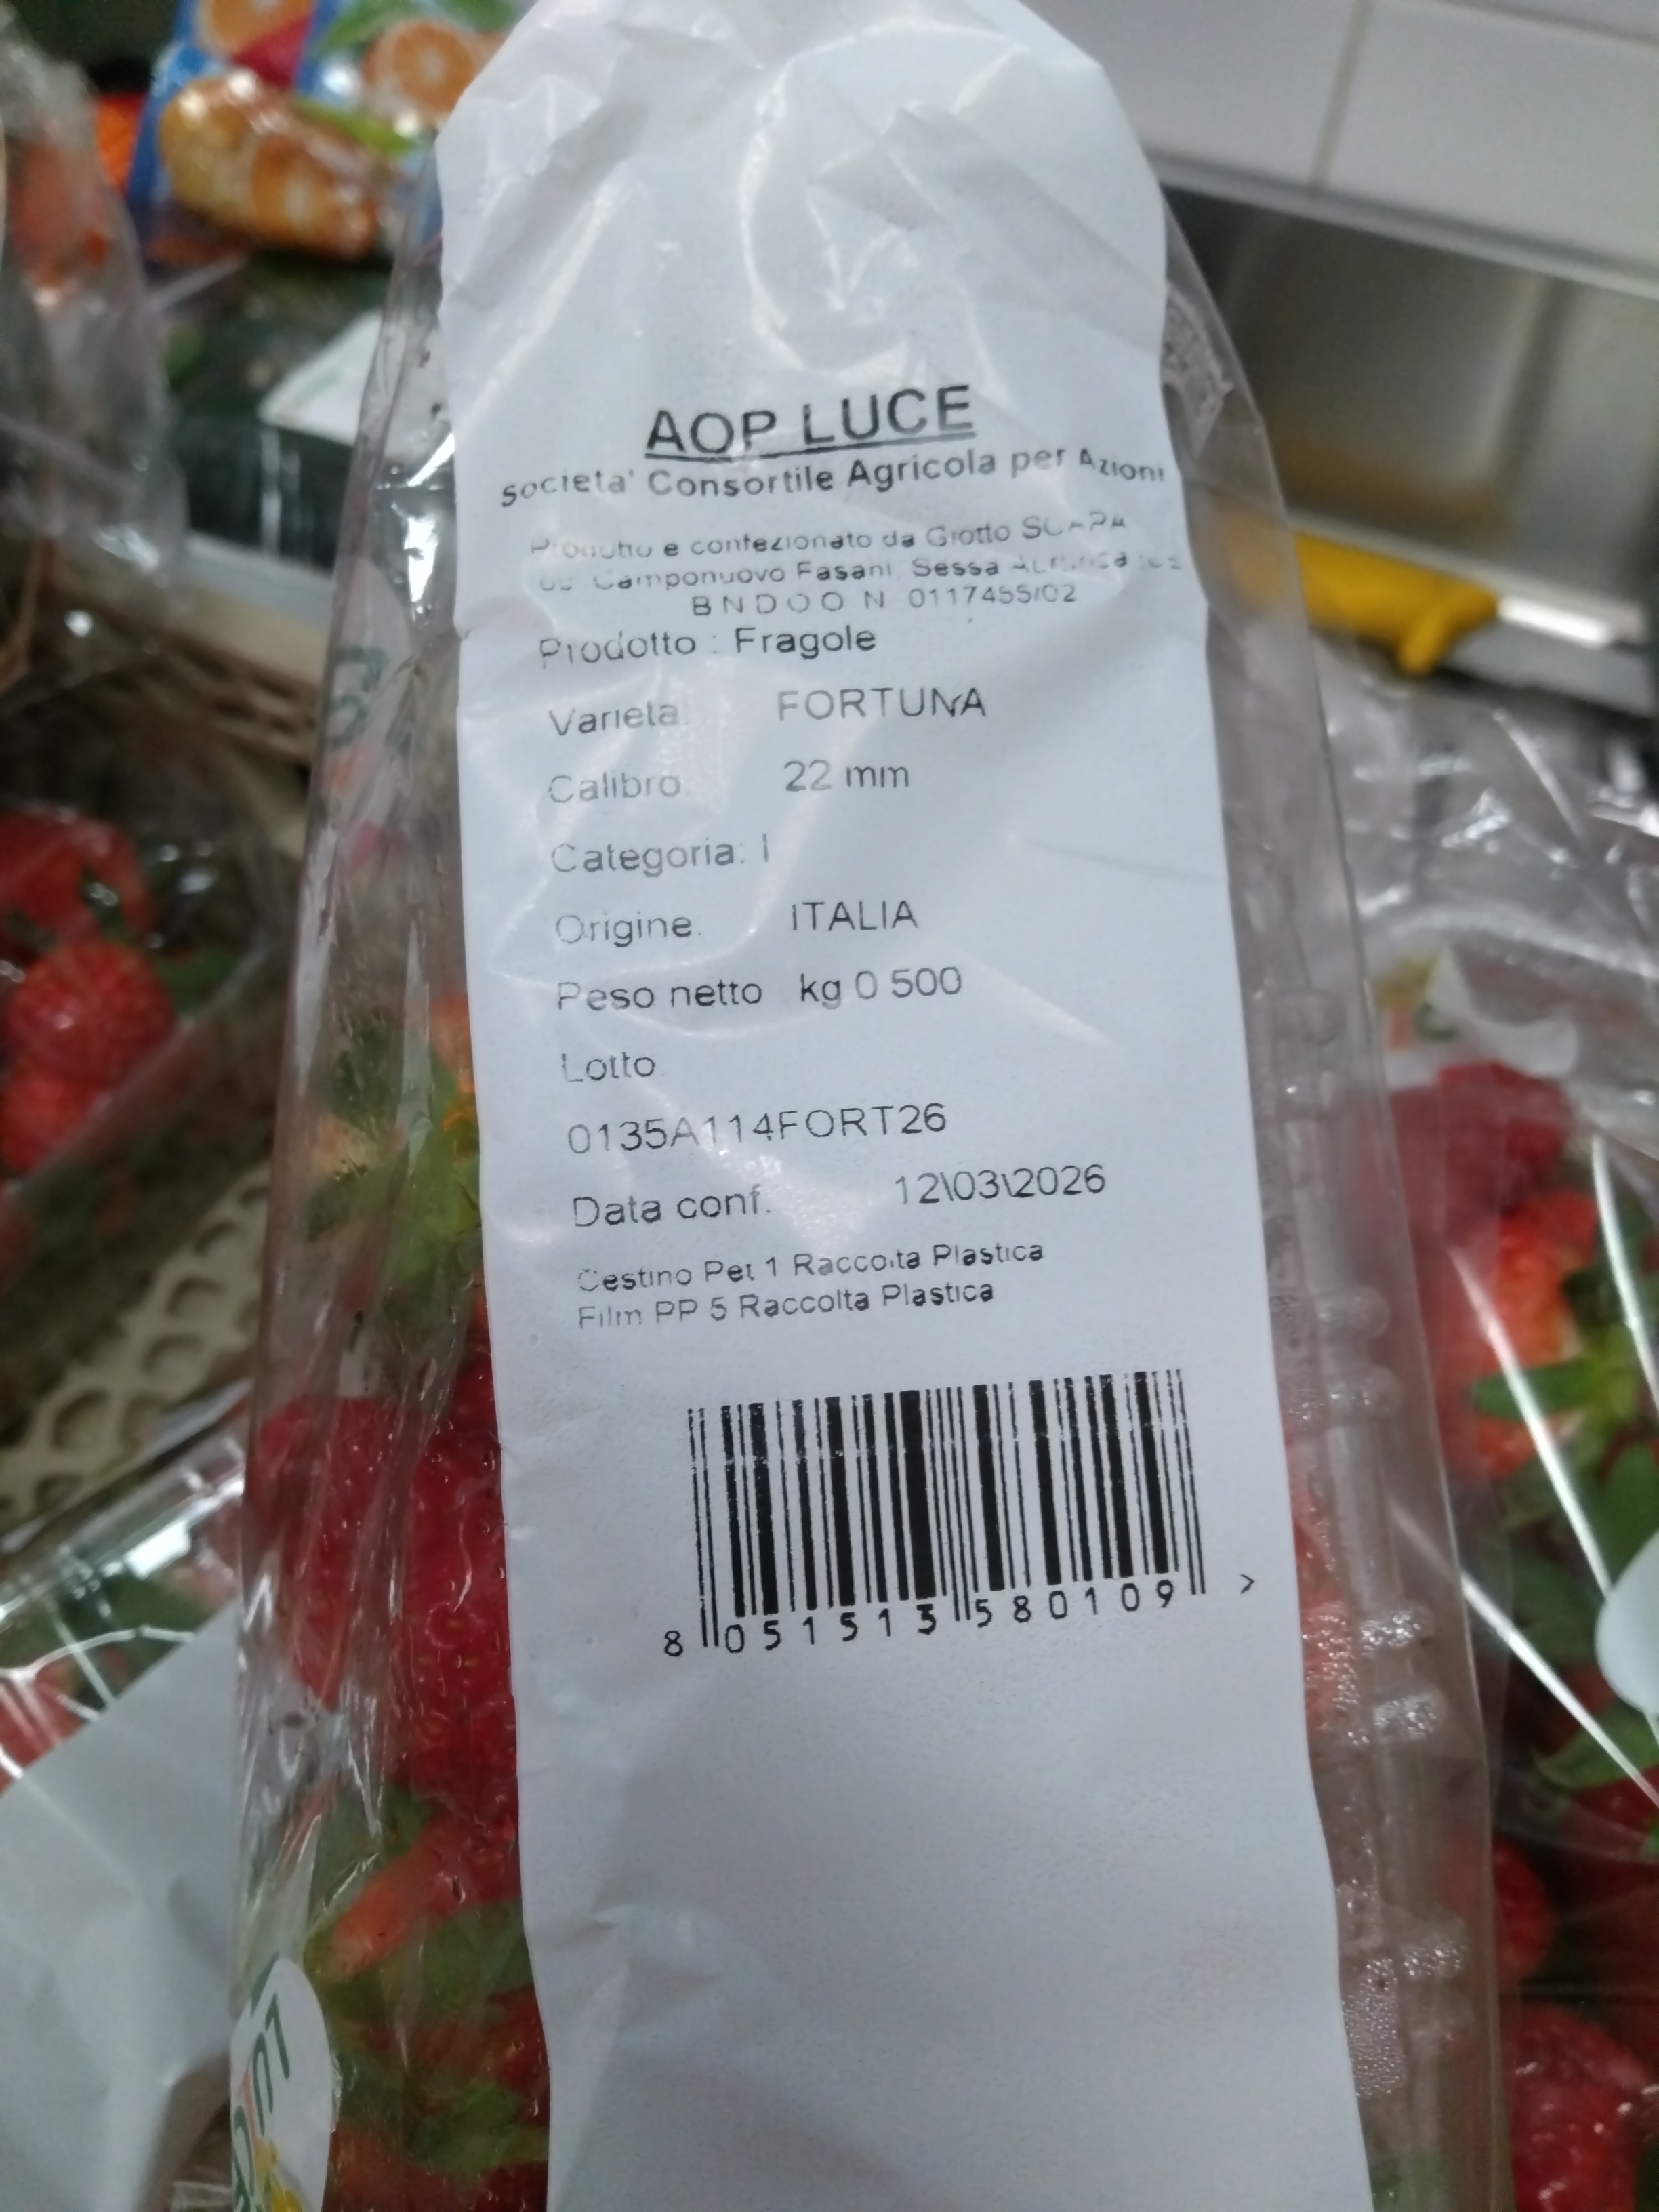 AOP LUCE
Societa' Consortile Agricola per Azioni
Prodotto e confezionato da Giotto
Camponuovo Fasani Sessa
BNDOO N 0117455/02
Prodotto : Fragole
Varieta. FORTUNA
Calibro. 22 mm
Categoria: I
Origine. ITALIA
Peso netto kg 0 500
Lotto
0135A114FORT26
Data conf. 12\03\2026
Cestino Pet 1 Raccolta Plastica
Film PP 5 Raccolta Plastica
8 051513 580109 >